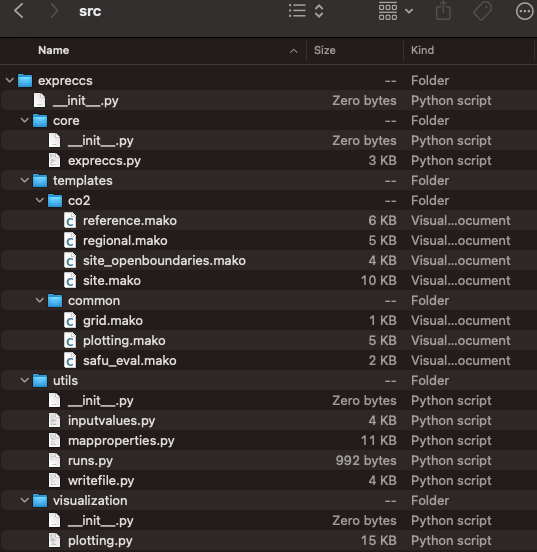 src
Name Size Kind
expreccs -- Folder
__init__.py Zero bytes Python script
core -- Folder
__init__.py Zero bytes Python script
expreccs.py 3 KB Python script
templates -- Folder
co2 -- Folder
reference.mako 6 KB Visual...ocument
regional.mako 5 KB Visual...ocument
site_openboundaries.mako 4 KB Visual...ocument
site.mako 10 KB Visual...ocument
common -- Folder
grid.mako 1 KB Visual...ocument
plotting.mako 5 KB Visual...ocument
safu_eval.mako 2 KB Visual...ocument
utils -- Folder
__init__.py Zero bytes Python script
inputvalues.py 4 KB Python script
mapproperties.py 11 KB Python script
runs.py 992 bytes Python script
writefile.py 4 KB Python script
visualization -- Folder
__init__.py Zero bytes Python script
plotting.py 15 KB Python script